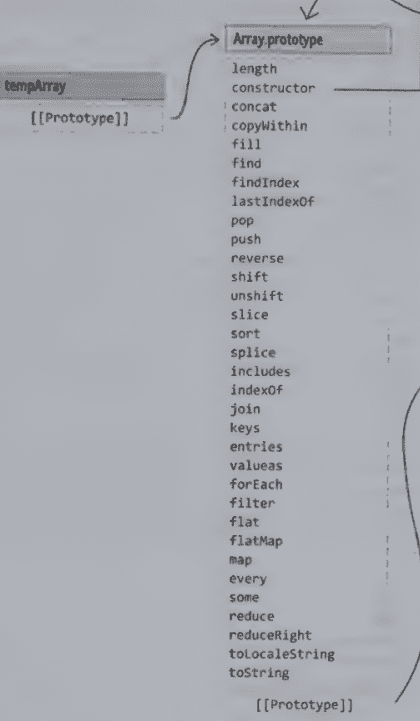 tempArray
[[Prototype]]
Array.prototype
length
constructor
concat
copyWithin
fill
find
findIndex
lastIndexOf
pop
push
reverse
shift
unshift
slice
sort
splice
includes
indexOf
join
keys
entries
valueas
forEach
filter
flat
flatMap
map
every
some
reduce
reduceRight
toLocaleString
toString
[[Prototype]]